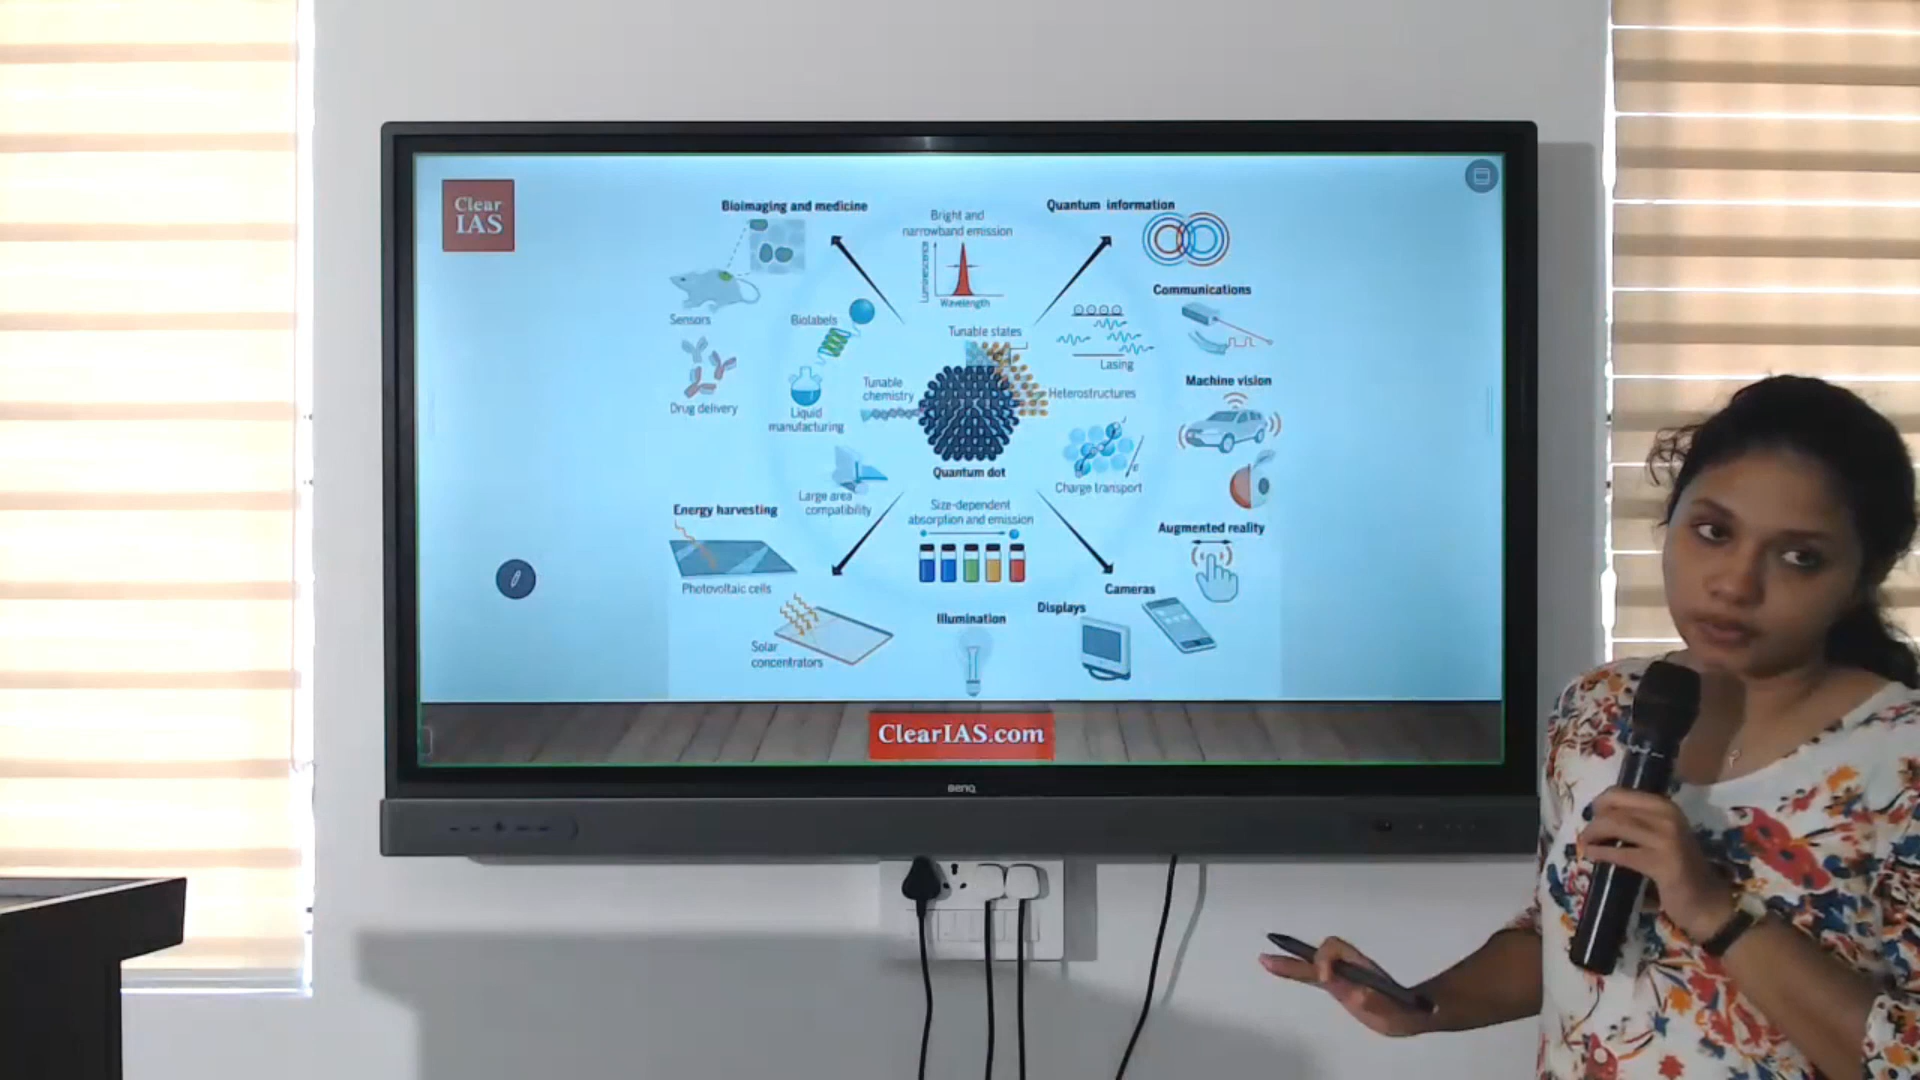 Clear
IAS
Bioimaging and medicine
Bright and
narrowband emission
Luminescence
Wavelength
Quantum information
Communications
Sensors
Biolabels
Tunable states
Lasing
Machine vision
Tunable
chemistry
Heterostructures
Drug delivery
Liquid
manufacturing
Quantum dot
Charge transport
Large area
compatibility
Energy harvesting
Size-dependent
absorption and emission
Augmented reality
Photovoltaic cells
Cameras
Displays
Illumination
Solar
concentrators
ClearIAS.com
BenQ